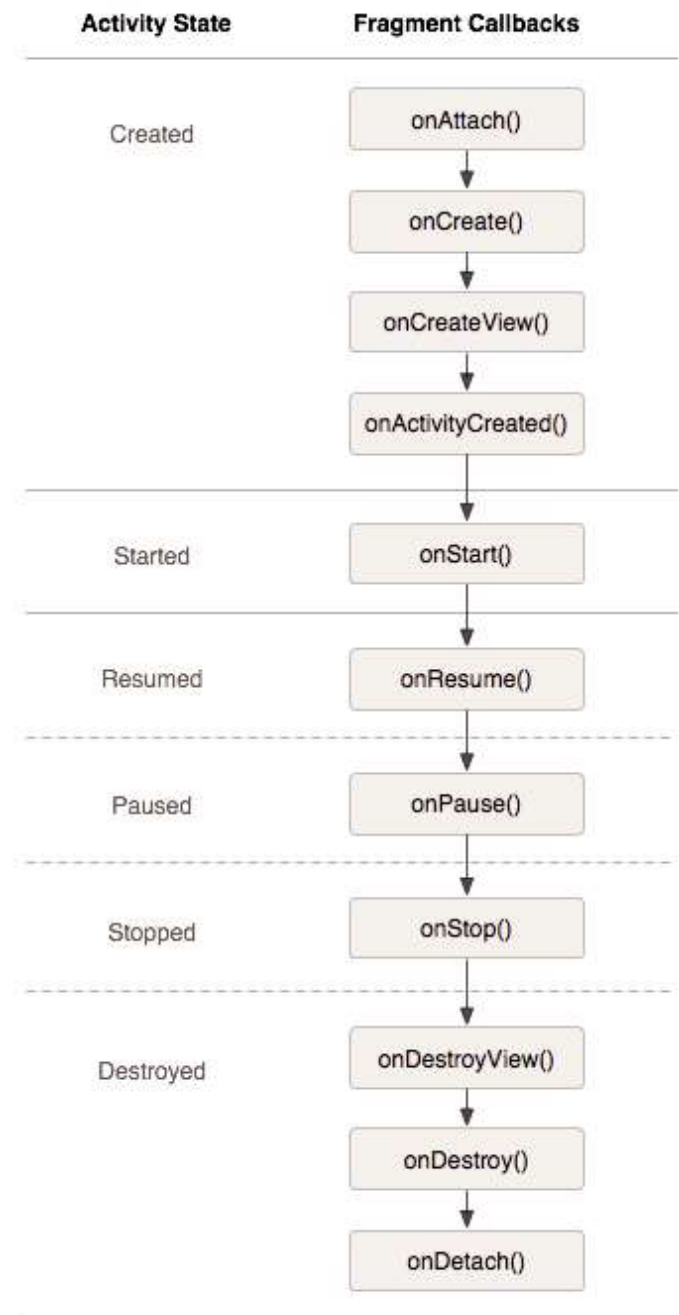 Activity State Fragment Callbacks
Created
onAttach()
onCreate()
onCreateView()
onActivityCreated()
Started onStart()
Resumed onResume()
Paused onPause()
Stopped onStop()
Destroyed
onDestroyView()
onDestroy()
onDetach()